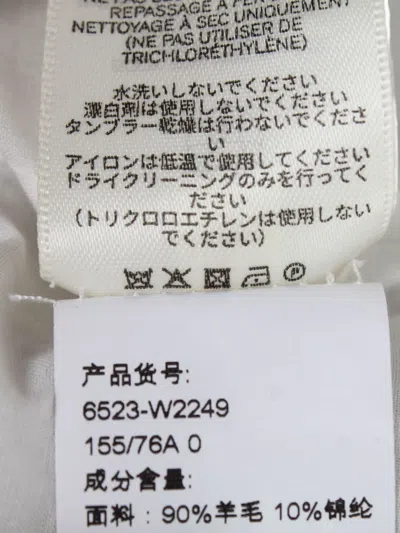 REPASSAGE À FER
NETTOYAGE À SEC UNIQUEMENT
(NE PAS UTILISER DE
TRICHLORÉTHYLÈNE)
水洗いしないでください
漂白剤は使用しないでください
タンブラー乾燥は行わないでください
アイロンは低温で使用してください
ドライクリーニングのみを行ってく
ださい
(トリクロロエチレンは使用しない
でください)
产品货号:
6523-W2249
155/76A 0
成分含量:
面料：90%羊毛 10%锦纶